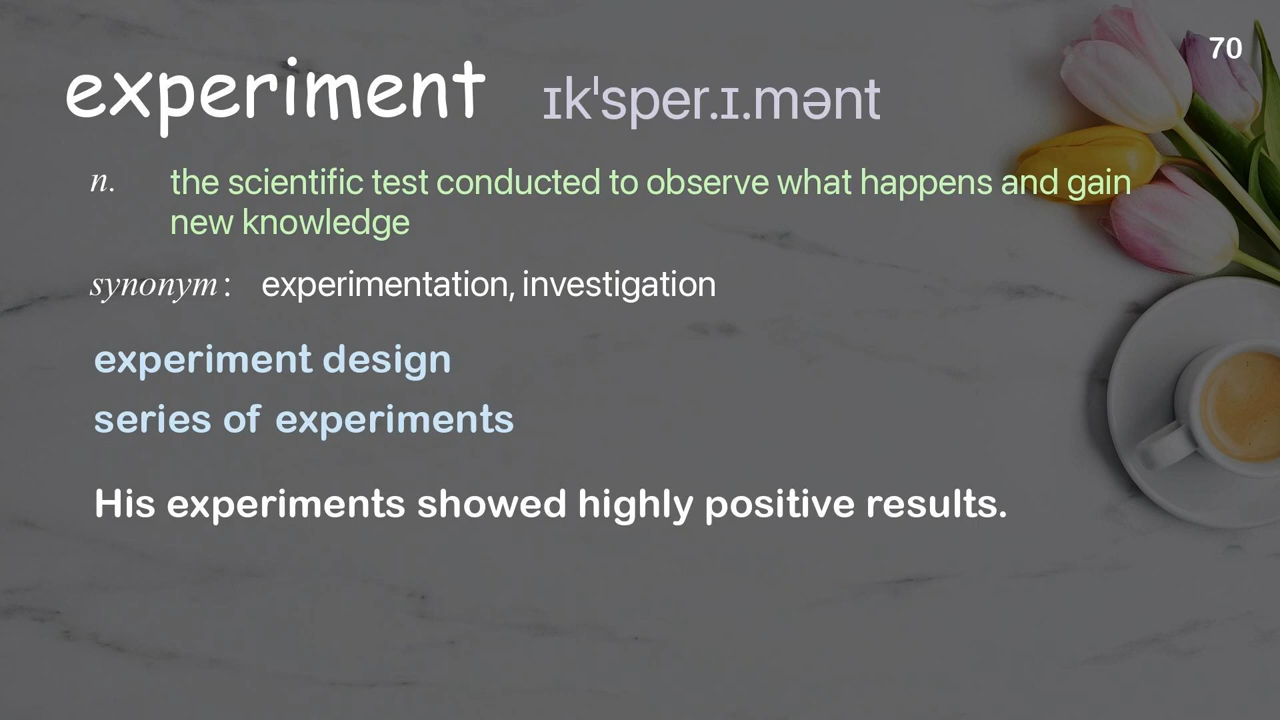 70
experiment ɪkˈsper.ɪ.mənt
n. the scientific test conducted to observe what happens and gain
new knowledge
synonym: experimentation, investigation
experiment design
series of experiments
His experiments showed highly positive results.